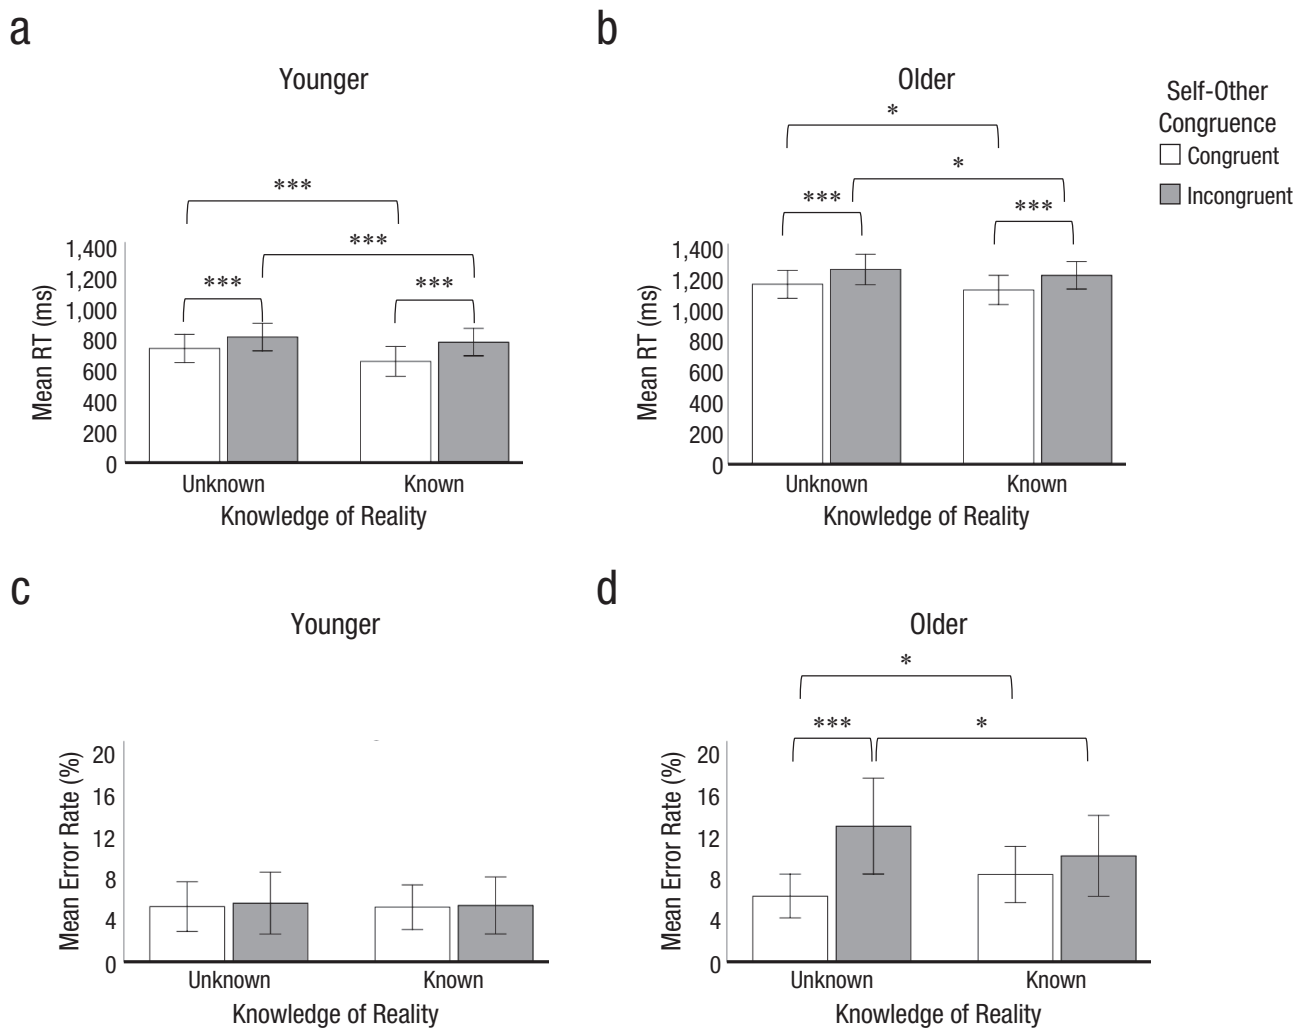 a
Younger
***
***
***
***
Mean RT (ms)
1,400
1,200
1,000
800
600
400
200
0
Unknown
Known
Knowledge of Reality
b
Older
*
*
***
***
Mean RT (ms)
1,400
1,200
1,000
800
600
400
200
0
Unknown
Known
Knowledge of Reality
Self-Other
Congruence
Congruent
Incongruent
c
Younger
Mean Error Rate (%)
20
16
12
8
4
0
Unknown
Known
Knowledge of Reality
d
Older
*
***
*
Mean Error Rate (%)
20
16
12
8
4
0
Unknown
Known
Knowledge of Reality